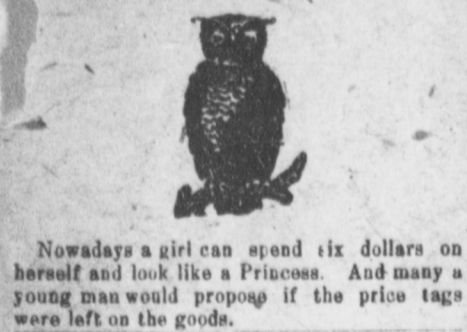 Nowadays a girl can spend six dollars on
herself and look like a Princess. And many a
young man would propose if the price tags
were left on the goods.